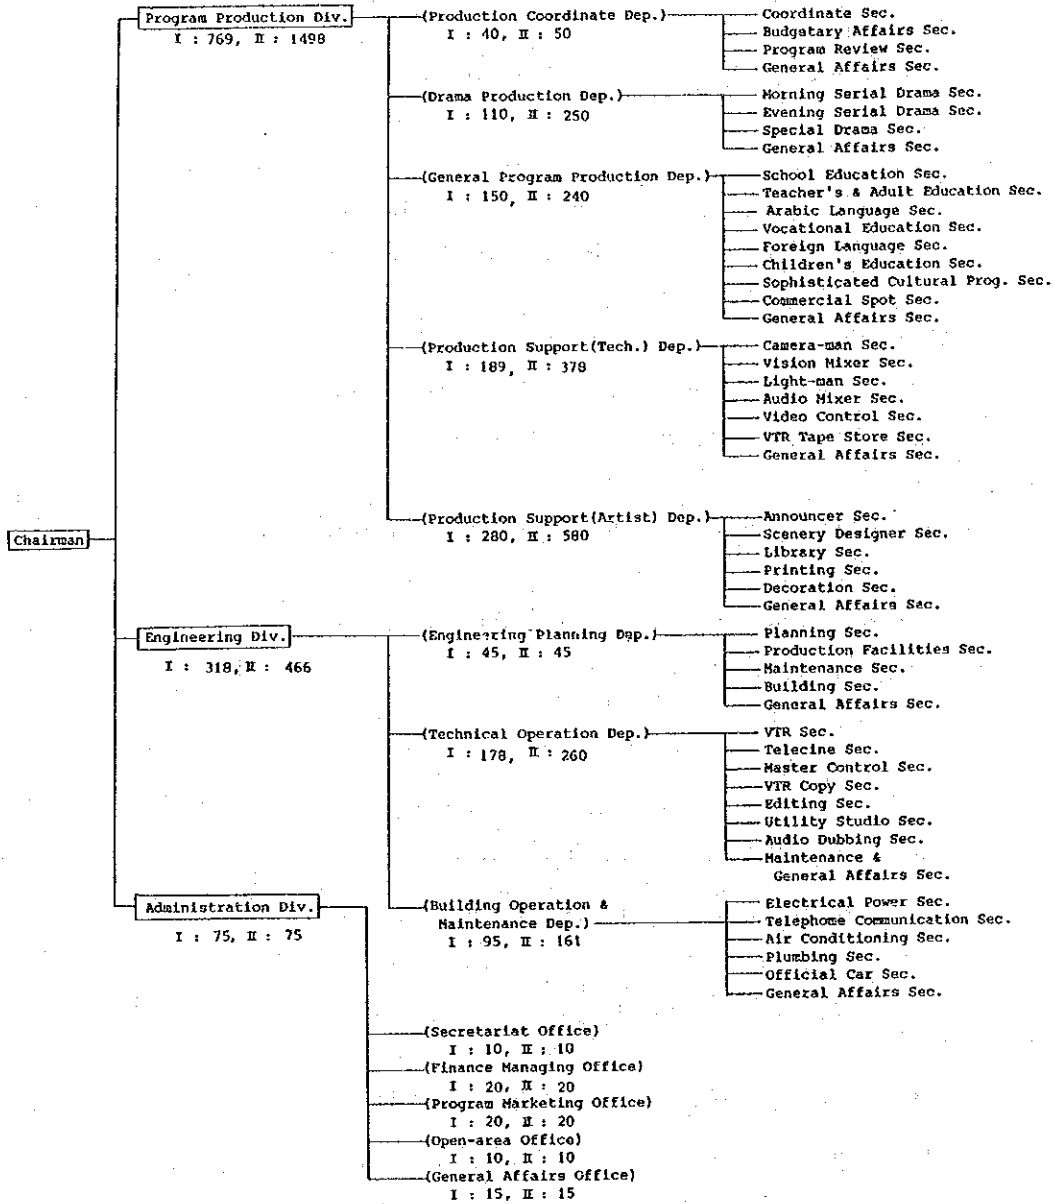 Chairman
Program Production Div.
I : 769, II : 1498
(Production Coordinate Dep.)
I : 40, II : 50
Coordinate Sec.
Budgatary Affairs Sec.
Program Review Sec.
General Affairs Sec.
(Drama Production Dep.)
I : 110, II : 250
Morning Serial Drama Sec.
Evening Serial Drama Sec.
Special Drama Sec.
General Affairs Sec.
(General Program Production Dep.)
I : 150, II : 240
School Education Sec.
Teacher's & Adult Education Sec.
Arabic Language Sec.
Vocational Education Sec.
Foreign Language Sec.
Children's Education Sec.
Sophisticated Cultural Prog. Sec.
Commercial Spot Sec.
General Affairs Sec.
(Production Support(Tech.) Dep.)
I : 189, II : 378
Camera-man Sec.
Vision Mixer Sec.
Light-man Sec.
Audio Mixer Sec.
Video Control Sec.
VTR Tape Store Sec.
General Affairs Sec.
(Production Support(Artist) Dep.)
I : 280, II : 580
Announcer Sec.
Scenery Designer Sec.
Library Sec.
Printing Sec.
Decoration Sec.
General Affairs Sec.
Engineering Div.
I : 318, II : 466
(Engineering Planning Dep.)
I : 45, II : 45
Planning Sec.
Production Facilities Sec.
Maintenance Sec.
Building Sec.
General Affairs Sec.
(Technical Operation Dep.)
I : 178, II : 260
VTR Sec.
Telecine Sec.
Master Control Sec.
VTR Copy Sec.
Editing Sec.
Utility Studio Sec.
Audio Dubbing Sec.
Maintenance &
General Affairs Sec.
(Building Operation &
Maintenance Dep.)
I : 95, II : 161
Electrical Power Sec.
Telephome Communication Sec.
Air Conditioning Sec.
Plumbing Sec.
Official Car Sec.
General Affairs Sec.
Administration Div.
I : 75, II : 75
(Secretariat Office)
I : 10, II : 10
(Finance Managing Office)
I : 20, II : 20
(Program Marketing Office)
I : 20, II : 20
(Open-area Office)
I : 10, II : 10
(General Affairs Office)
I : 15, II : 15